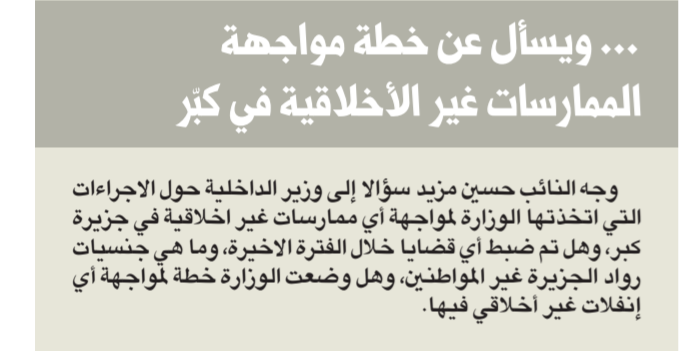 ... ويسأل عن خطة مواجهة
الممارسات غير الأخلاقية في كبّر
وجه النائب حسين مزيد سؤالا إلى وزير الداخلية حول الاجراءات
التي اتخذتها الوزارة لمواجهة أي ممارسات غير اخلاقية في جزيرة
كبر، وهل تم ضبط أي قضايا خلال الفترة الاخيرة، وما هي جنسيات
رواد الجزيرة غير المواطنين، وهل وضعت الوزارة خطة لمواجهة أي
إنفلات غير أخلاقي فيها.